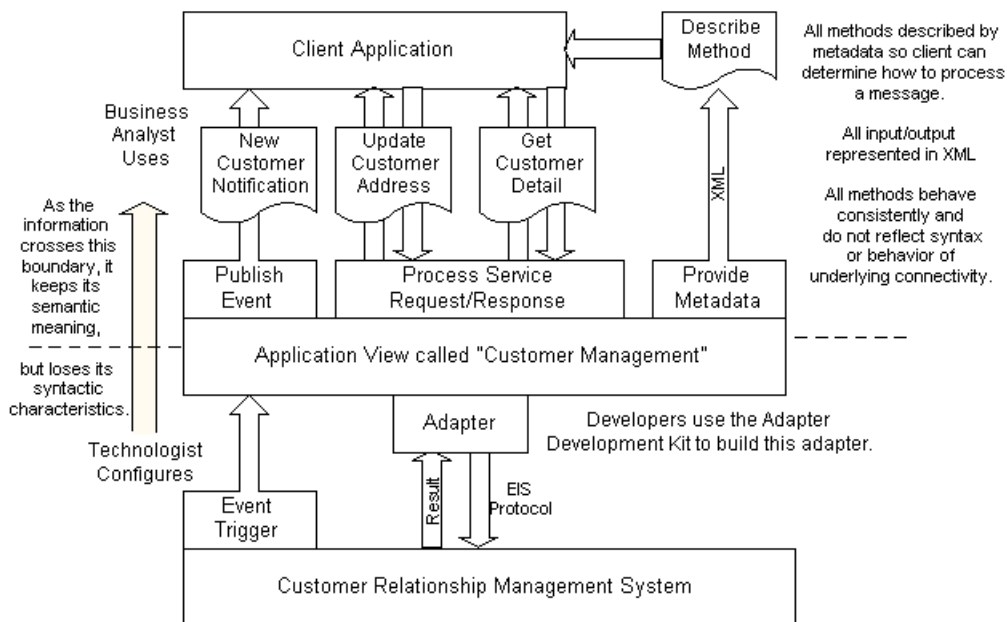 Client Application
Describe
Method
All methods described by
metadata so client can
determine how to process
a message.
All input/output
represented in XML
All methods behave
consistently and
do not reflect syntax
or behavior of
underlying connectivity.
Business
Analyst
Uses
New
Customer
Notification
Update
Customer
Address
Get
Customer
Detail
XML
As the
information
crosses this
boundary, it
keeps its
semantic
meaning,
but loses its
syntactic
characteristics.
Technologist
Configures
Publish
Event
Process Service
Request/Response
Provide
Metadata
Application View called "Customer Management"
Adapter
Developers use the Adapter
Development Kit to build this adapter.
Event
Trigger
Result
EIS
Protocol
Customer Relationship Management System